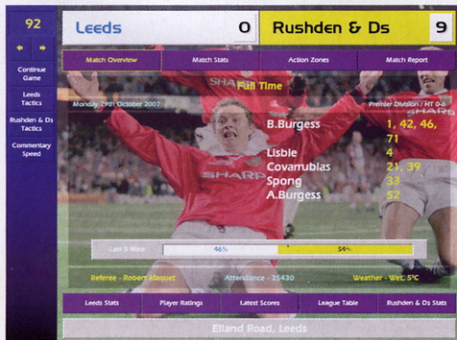 92
Leeds 0 Rushden & Ds 9
Match Overview Match Stats Action Zones Match Report
Continue
Game
Leeds
Tactics
Rushden & Ds
Tactics
Commentary
Speed
Full Time
Monday 29th October 2007 Premier Division / HT 0-6
B.Burgess 1, 42, 46,
71
Lisbie 4
Covarrubias 21, 39
Spong 33
A.Burgess 52
SHARP
SHARP
Last 5 Mins 46% 54%
Referee - Robert Maquet Attendance - 25430 Weather - Wet, 5°C
Leeds Stats Player Ratings Latest Scores League Table Rushden & Ds Stats
Elland Road, Leeds